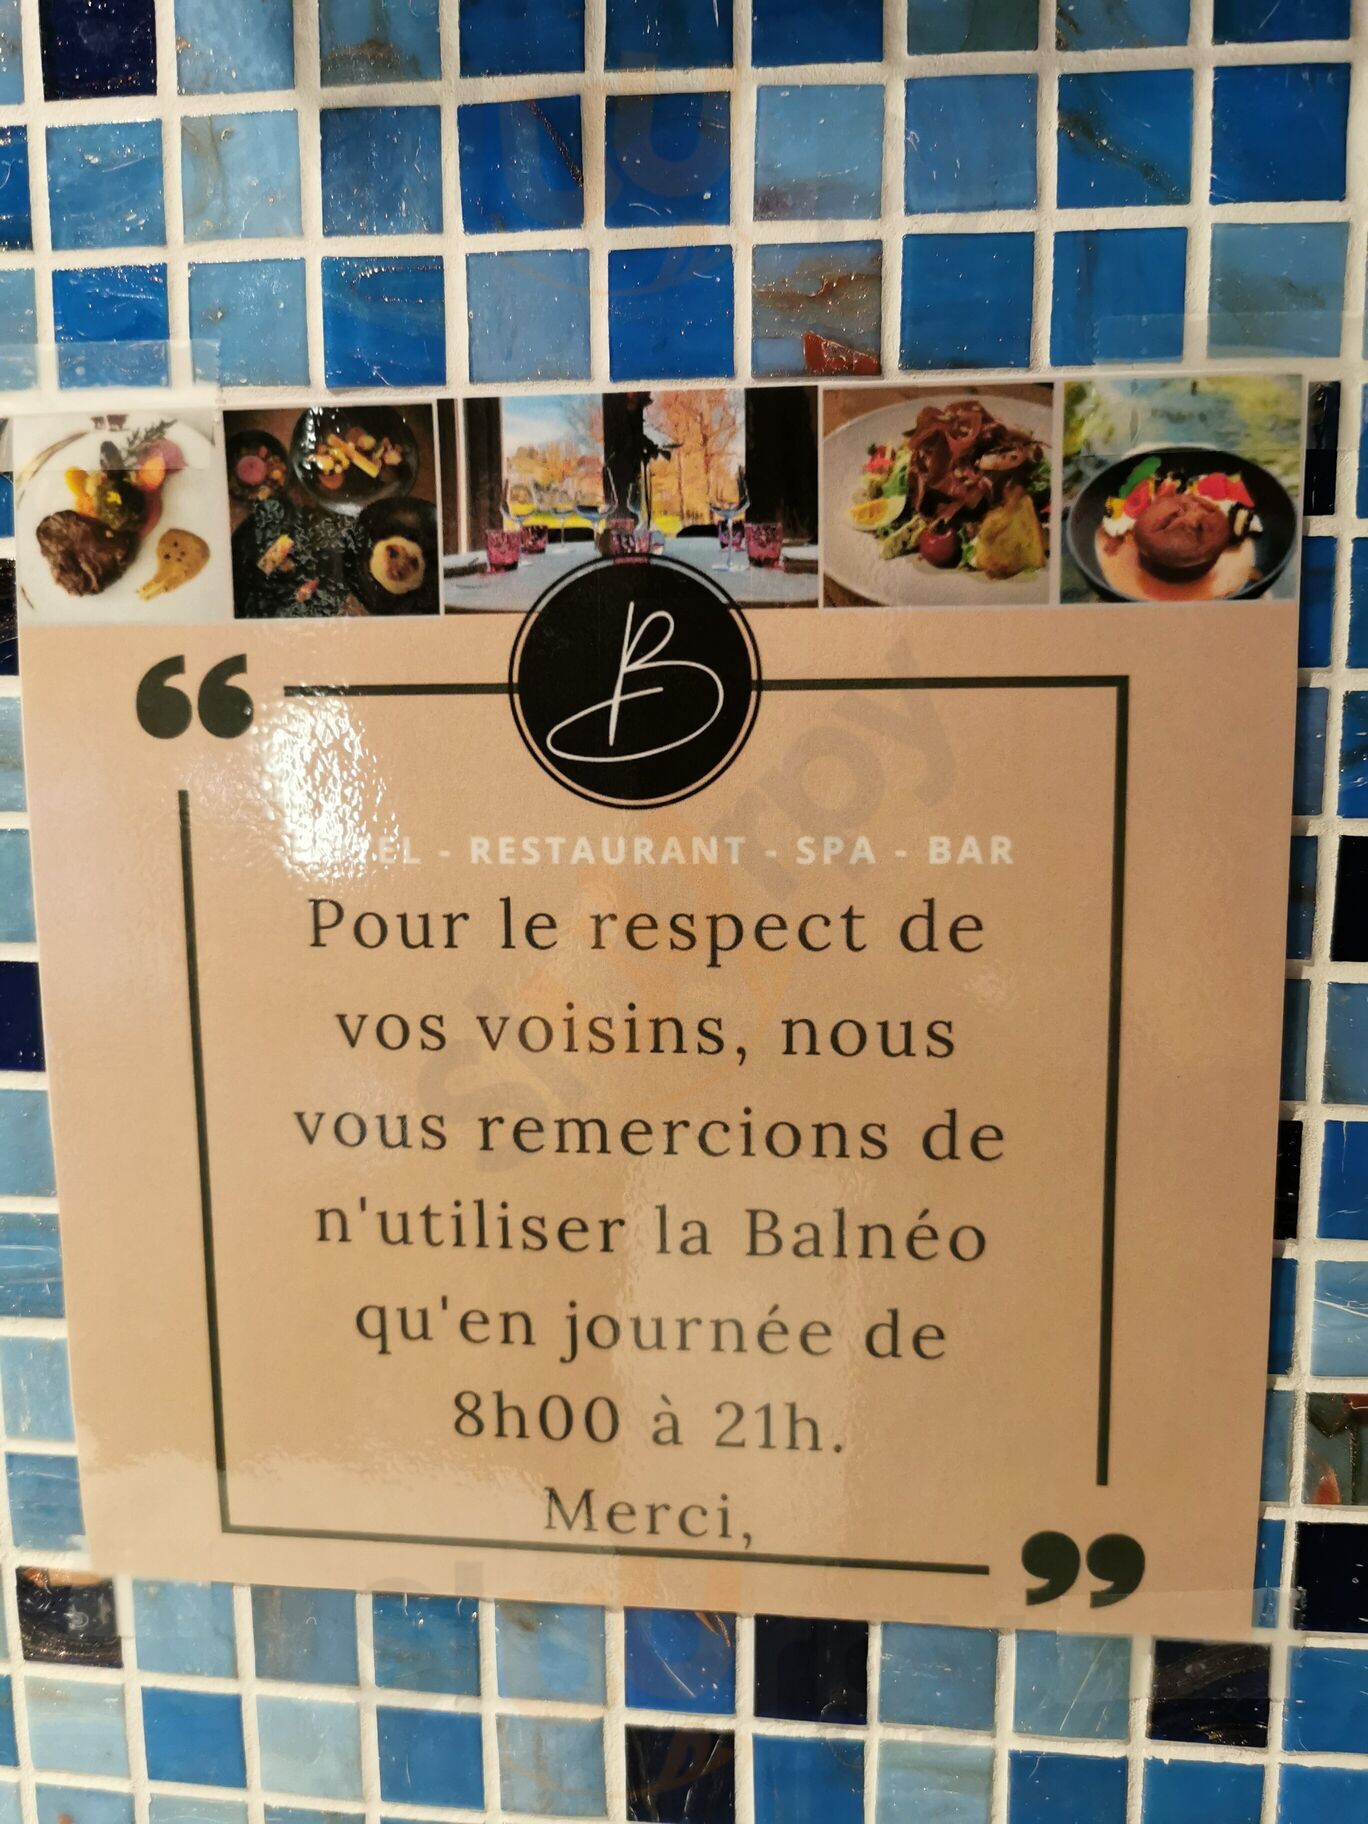 B
- RESTAURANT - SPA - BAR
Pour le respect de
vos voisins, nous
vous remercions de
n'utiliser la Balnéo
qu'en journée de
8h00 à 21h.
Merci,